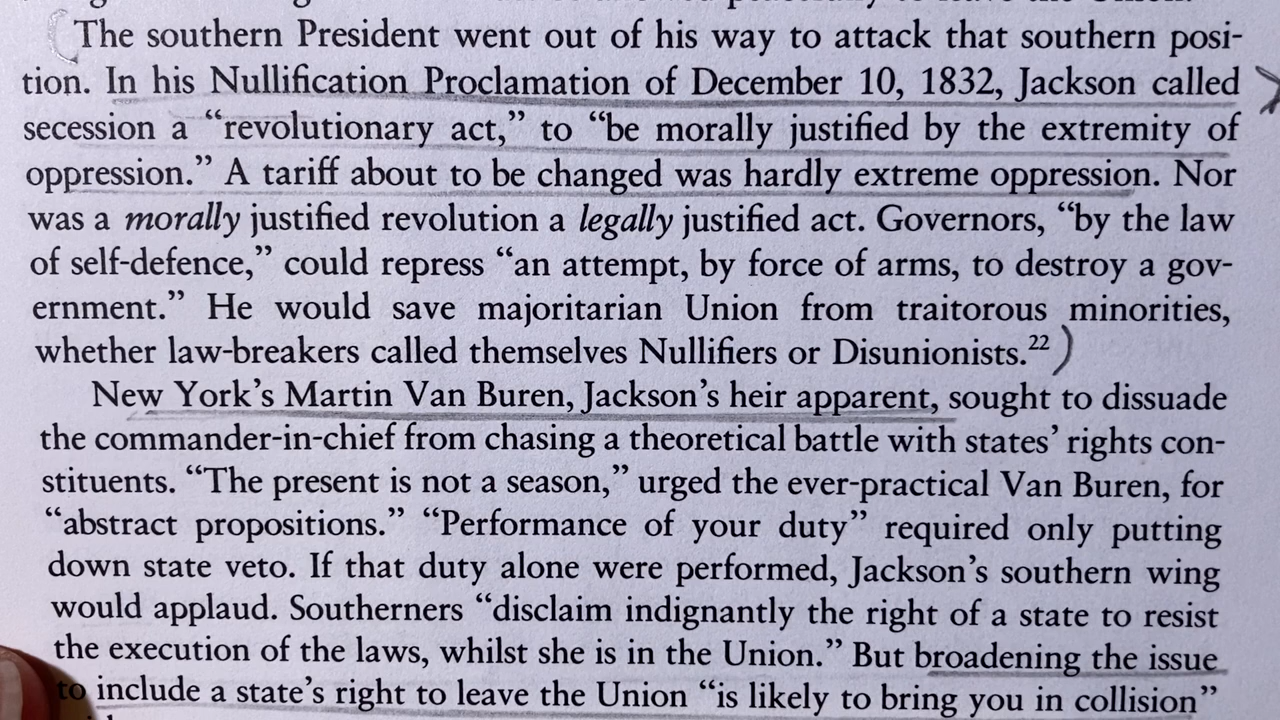 The southern President went out of his way to attack that southern posi-
tion. In his Nullification Proclamation of December 10, 1832, Jackson called
secession a “revolutionary act,” to “be morally justified by the extremity of
oppression.” A tariff about to be changed was hardly extreme oppression. Nor
was a morally justified revolution a legally justified act. Governors, “by the law
of self-defence,” could repress “an attempt, by force of arms, to destroy a gov-
ernment.” He would save majoritarian Union from traitorous minorities,
whether law-breakers called themselves Nullifiers or Disunionists.22
New York’s Martin Van Buren, Jackson’s heir apparent, sought to dissuade
the commander-in-chief from chasing a theoretical battle with states’ rights con-
stituents. “The present is not a season,” urged the ever-practical Van Buren, for
“abstract propositions.” “Performance of your duty” required only putting
down state veto. If that duty alone were performed, Jackson’s southern wing
would applaud. Southerners “disclaim indignantly the right of a state to resist
the execution of the laws, whilst she is in the Union.” But broadening the issue
to include a state’s right to leave the Union “is likely to bring you in collision”